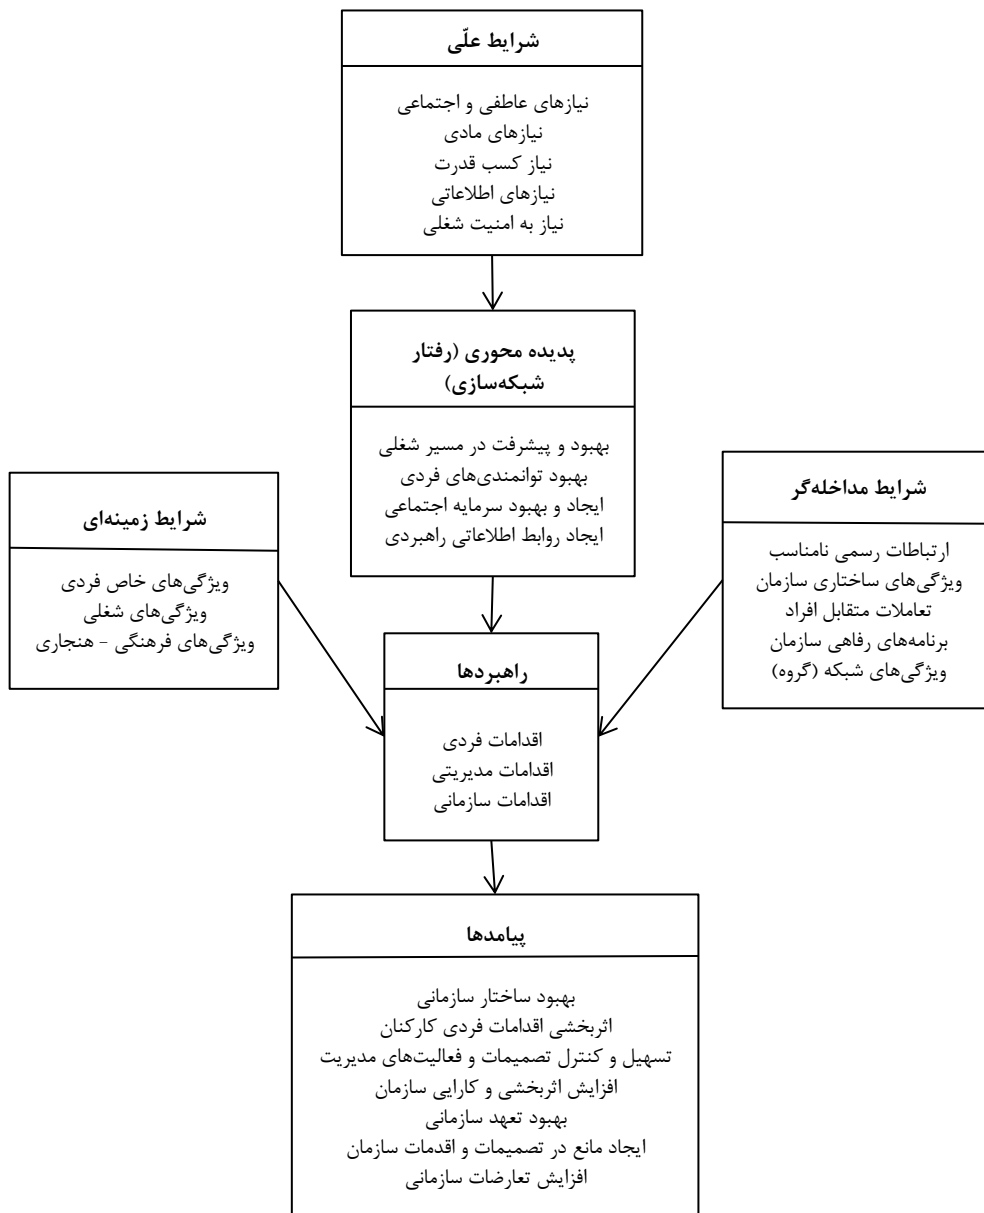 شرایط علّی
نیازهای عاطفی و اجتماعی
نیازهای مادی
نیاز کسب قدرت
نیازهای اطلاعاتی
نیاز به امنیت شغلی
پدیده محوری (رفتار
شبکه‌سازی)
بهبود و پیشرفت در مسیر شغلی
بهبود توانمندی‌های فردی
ایجاد و بهبود سرمایه اجتماعی
ایجاد روابط اطلاعاتی راهبردی
شرایط مداخله‌گر
ارتباطات رسمی نامناسب
ویژگی‌های ساختاری سازمان
تعاملات متقابل افراد
برنامه‌های رفاهی سازمان
ویژگی‌های شبکه (گروه)
شرایط زمینه‌ای
ویژگی‌های خاص فردی
ویژگی‌های شغلی
ویژگی‌های فرهنگی - هنجاری
راهبردها
اقدامات فردی
اقدامات مدیریتی
اقدامات سازمانی
پیامدها
بهبود ساختار سازمانی
اثربخشی اقدامات فردی کارکنان
تسهیل و کنترل تصمیمات و فعالیت‌های مدیریت
افزایش اثربخشی و کارایی سازمان
بهبود تعهد سازمانی
ایجاد مانع در تصمیمات و اقدمات سازمان
افزایش تعارضات سازمانی